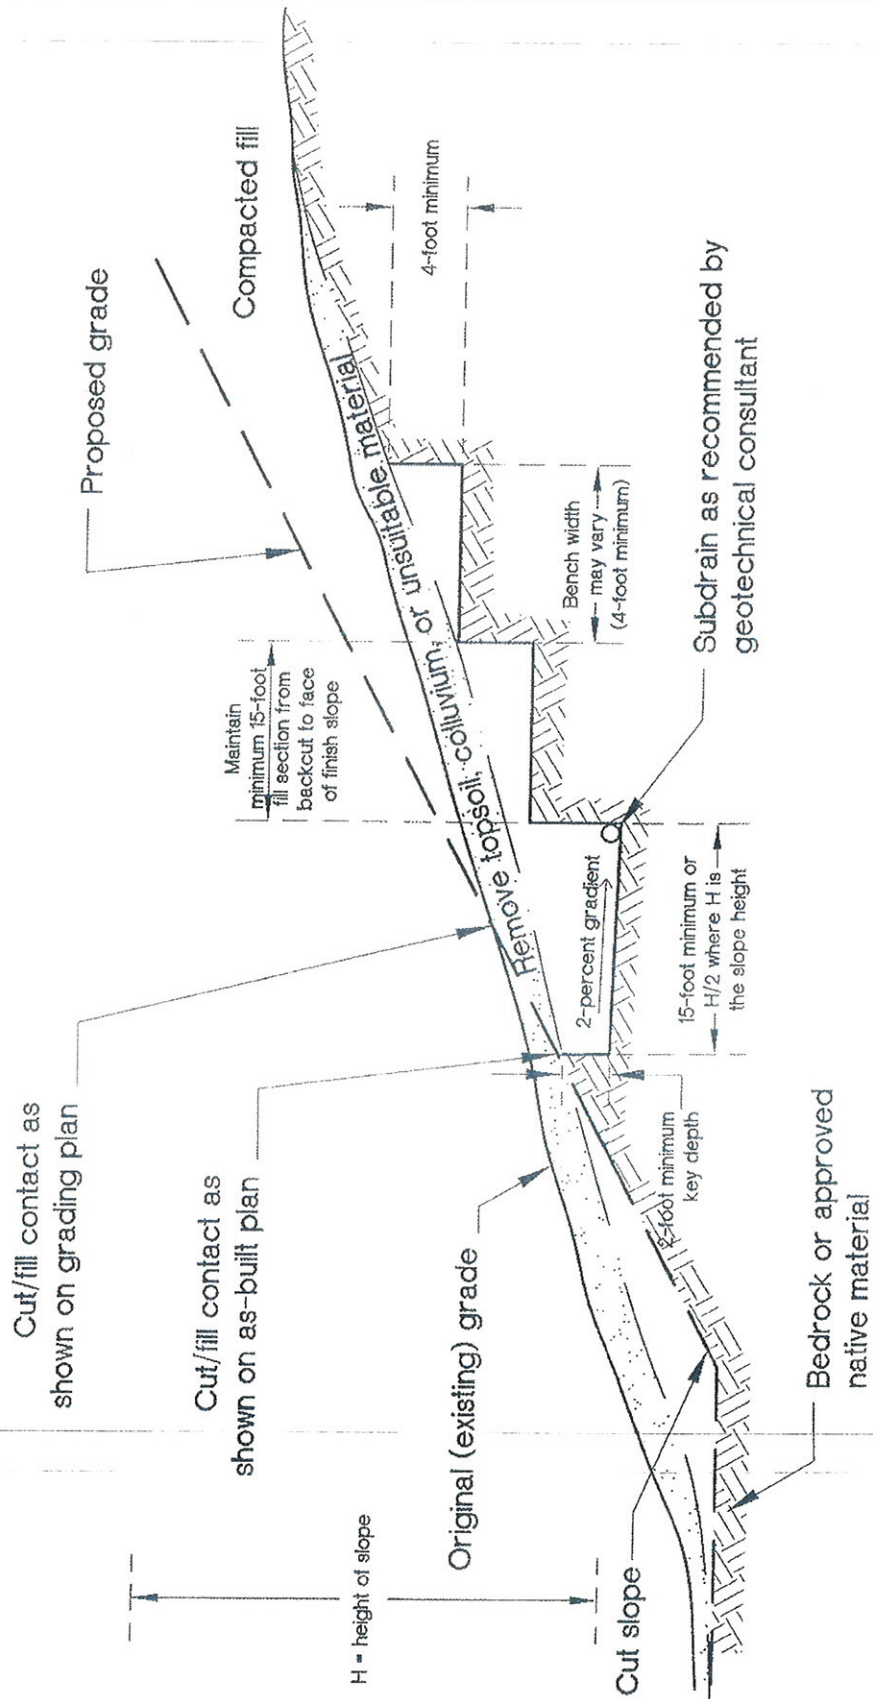 Cut/fill contact as
shown on grading plan
Proposed grade
Cut/fill contact as
shown on as-built plan
Maintain
minimum 15-foot
fill section from
backcut to face
of finish slope
Compacted fill
H = height of slope
Original (existing) grade
Remove topsoil, colluvium, or unsuitable material
4-foot minimum
Bench width
may vary
(4-foot minimum)
2-percent gradient
Cut slope
2-foot minimum
key depth
15-foot minimum or
H/2 where H is
the slope height
Subdrain as recommended by
geotechnical consultant
Bedrock or approved
native material